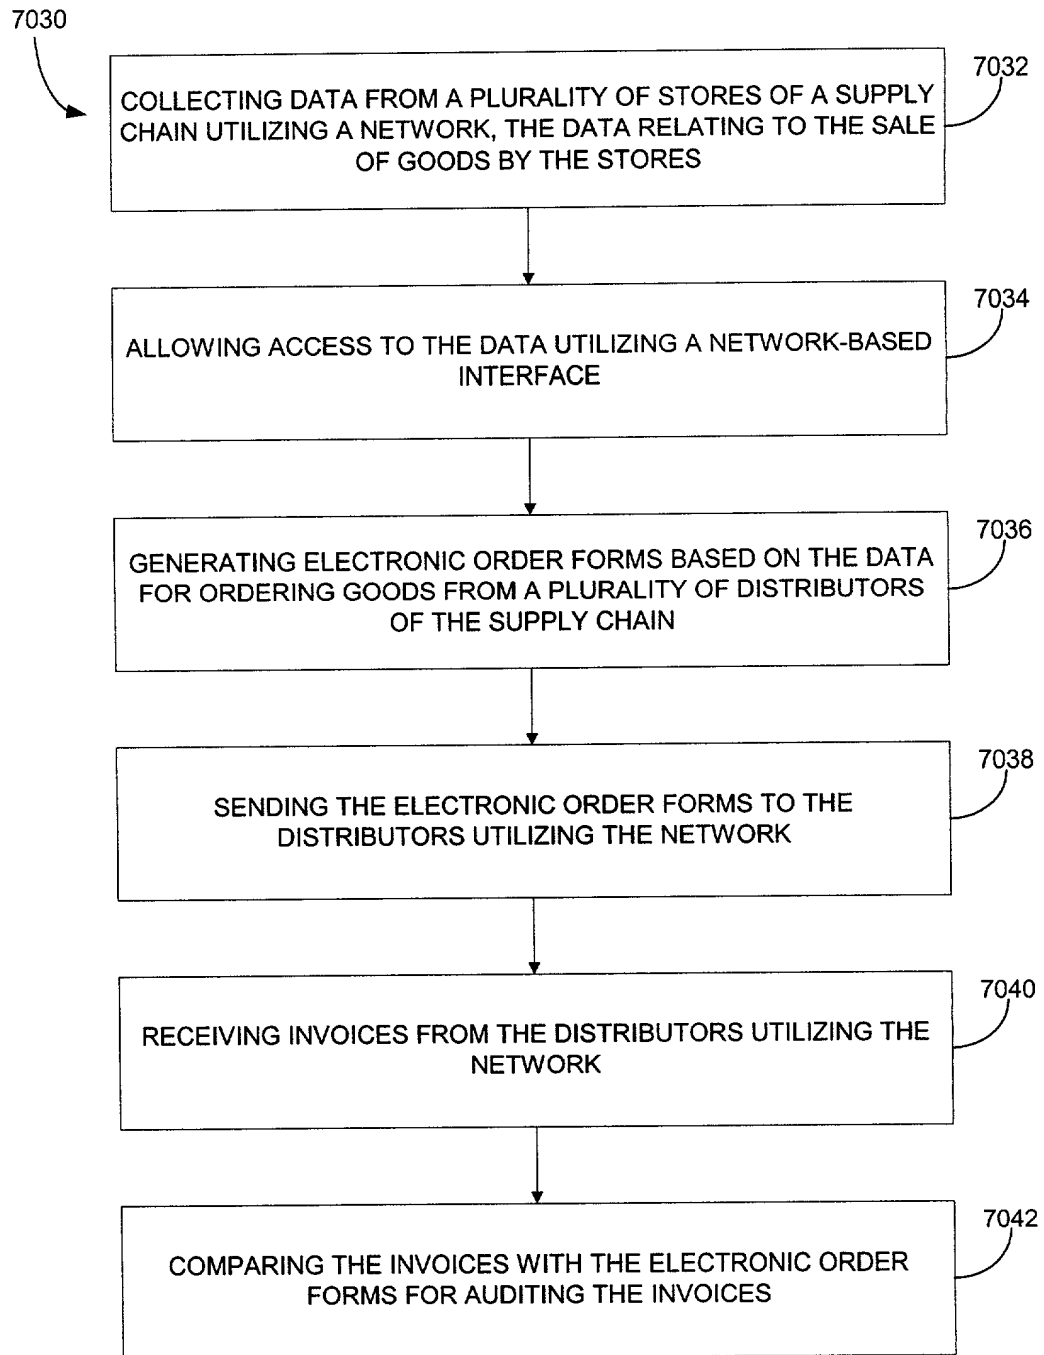 7030
7032
COLLECTING DATA FROM A PLURALITY OF STORES OF A SUPPLY
CHAIN UTILIZING A NETWORK, THE DATA RELATING TO THE SALE
OF GOODS BY THE STORES
7034
ALLOWING ACCESS TO THE DATA UTILIZING A NETWORK-BASED
INTERFACE
7036
GENERATING ELECTRONIC ORDER FORMS BASED ON THE DATA
FOR ORDERING GOODS FROM A PLURALITY OF DISTRIBUTORS
OF THE SUPPLY CHAIN
7038
SENDING THE ELECTRONIC ORDER FORMS TO THE
DISTRIBUTORS UTILIZING THE NETWORK
7040
RECEIVING INVOICES FROM THE DISTRIBUTORS UTILIZING THE
NETWORK
7042
COMPARING THE INVOICES WITH THE ELECTRONIC ORDER
FORMS FOR AUDITING THE INVOICES